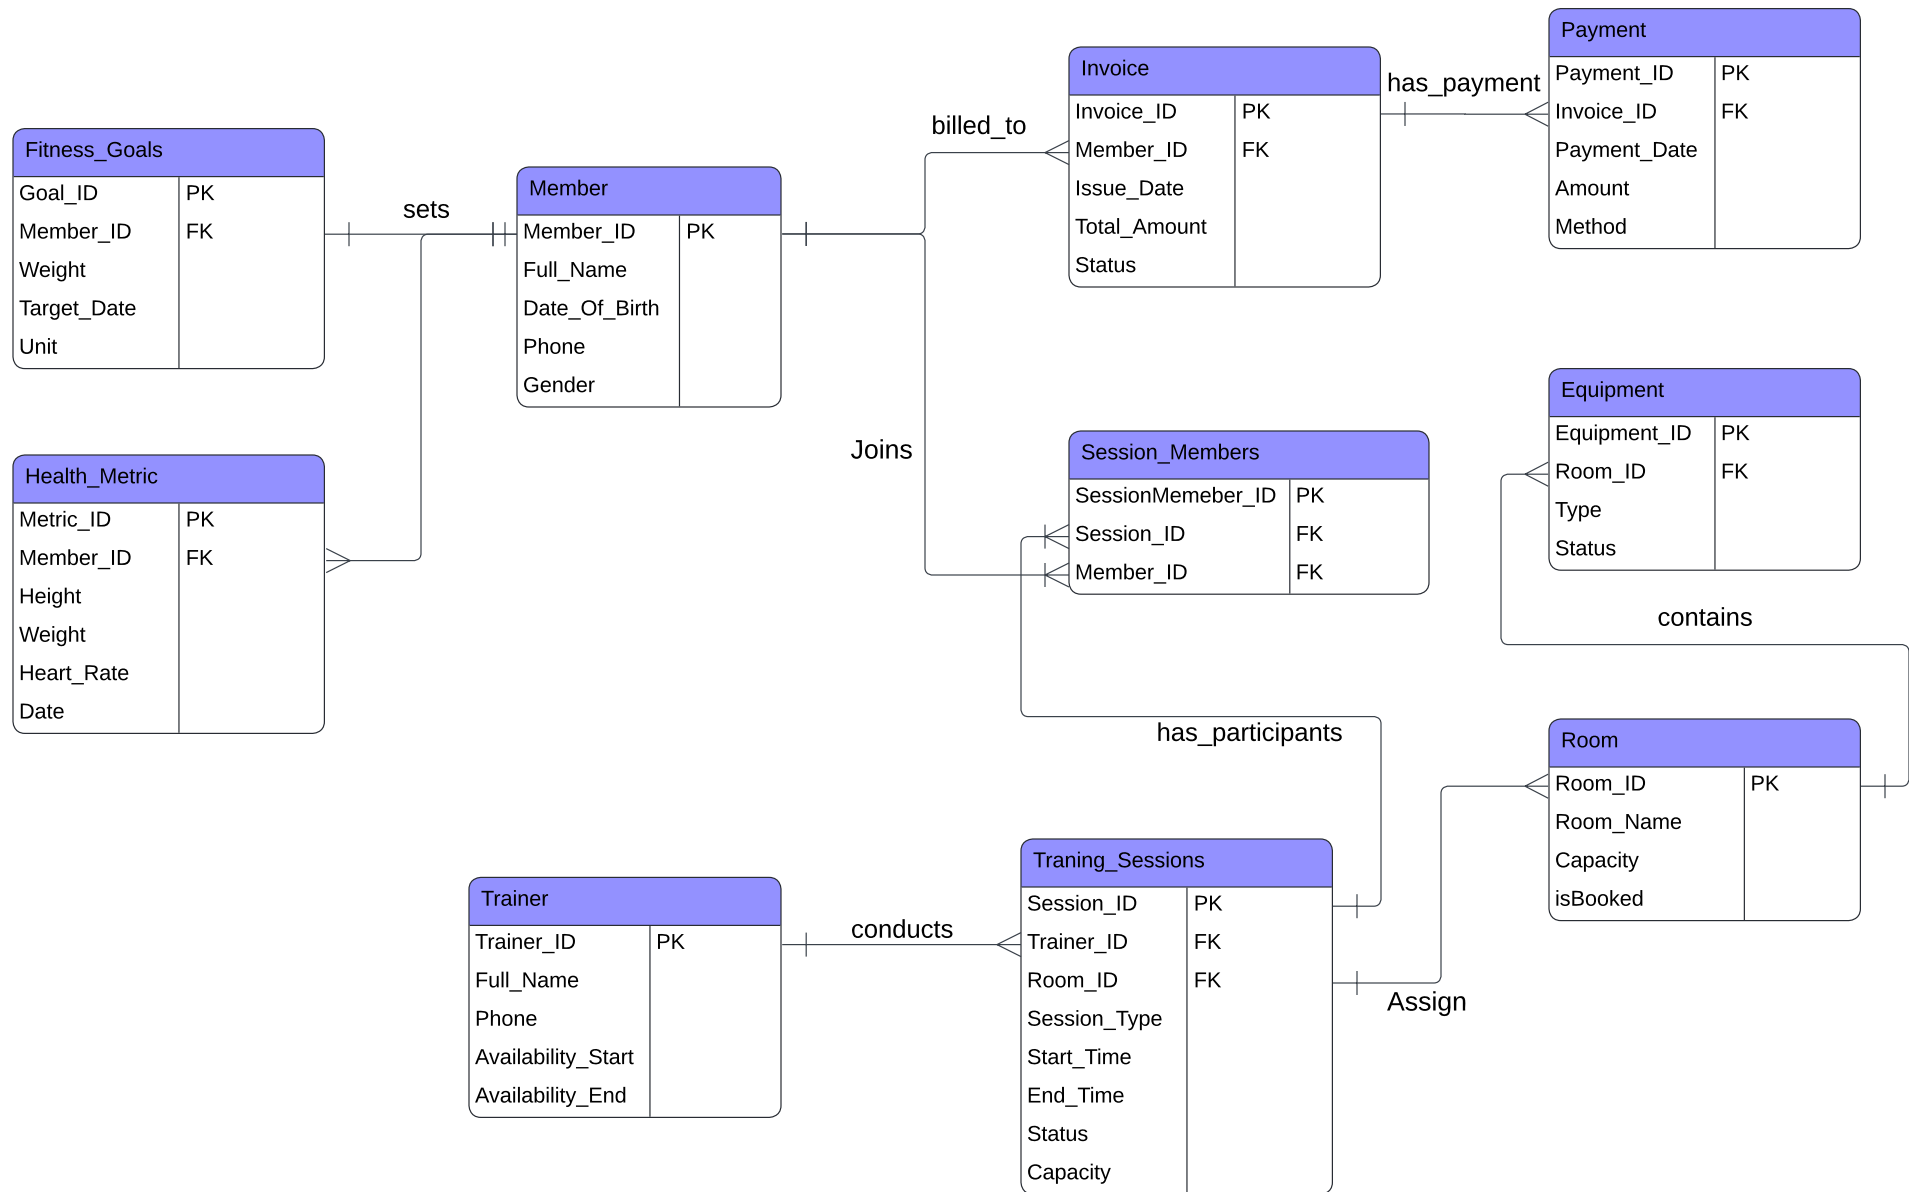 Payment
Payment_ID PK
Invoice_ID FK
Payment_Date
Amount
Method
Invoice
Invoice_ID PK
Member_ID FK
Issue_Date
Total_Amount
Status
has_payment
billed_to
Fitness_Goals
Goal_ID PK
Member_ID FK
Weight
Target_Date
Unit
sets
Member
Member_ID PK
Full_Name
Date_Of_Birth
Phone
Gender
Joins
Health_Metric
Metric_ID PK
Member_ID FK
Height
Weight
Heart_Rate
Date
Session_Members
SessionMemeber_ID PK
Session_ID FK
Member_ID FK
Equipment
Equipment_ID PK
Room_ID FK
Type
Status
contains
has_participants
Room
Room_ID PK
Room_Name
Capacity
isBooked
Trainer
Trainer_ID PK
Full_Name
Phone
Availability_Start
Availability_End
conducts
Traning_Sessions
Session_ID PK
Trainer_ID FK
Room_ID FK
Session_Type
Start_Time
End_Time
Status
Capacity
Assign